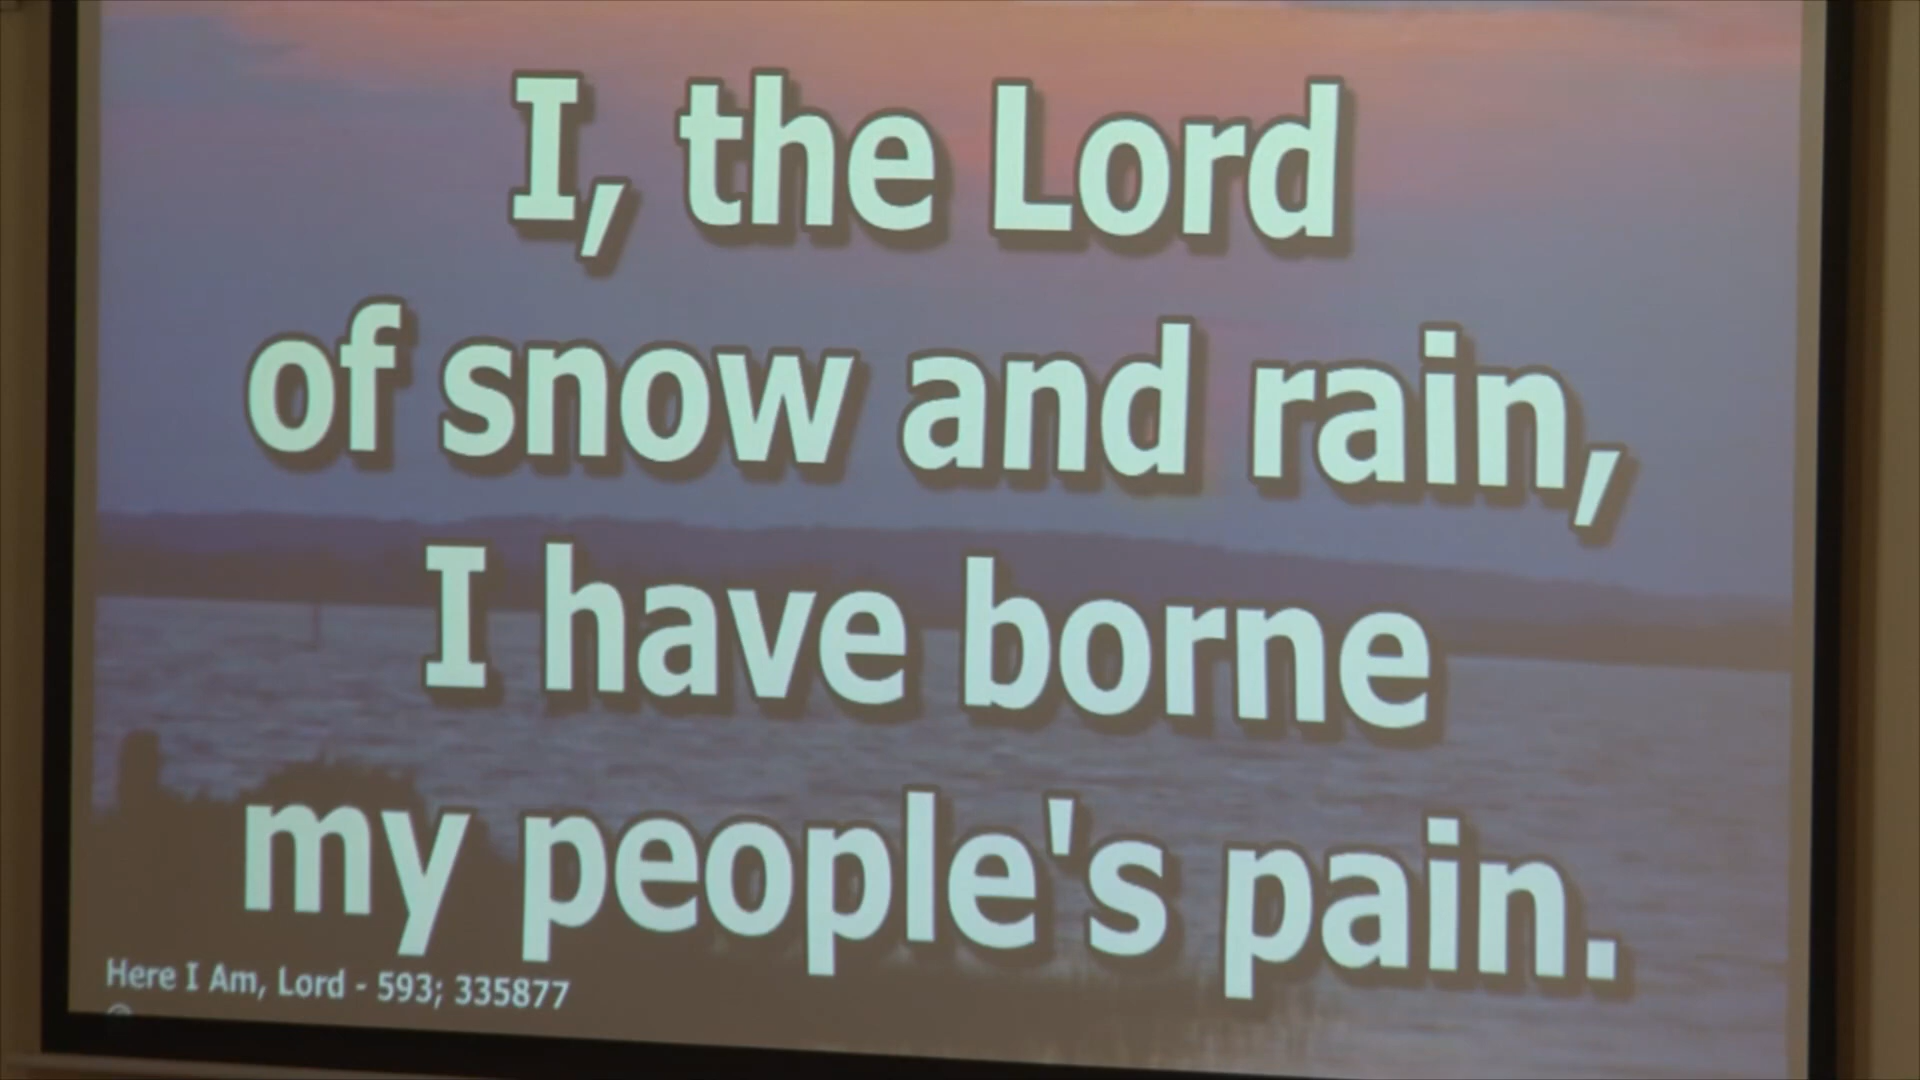 I, the Lord
of snow and rain,
I have borne
my people's pain.
Here I Am, Lord - 593; 335877